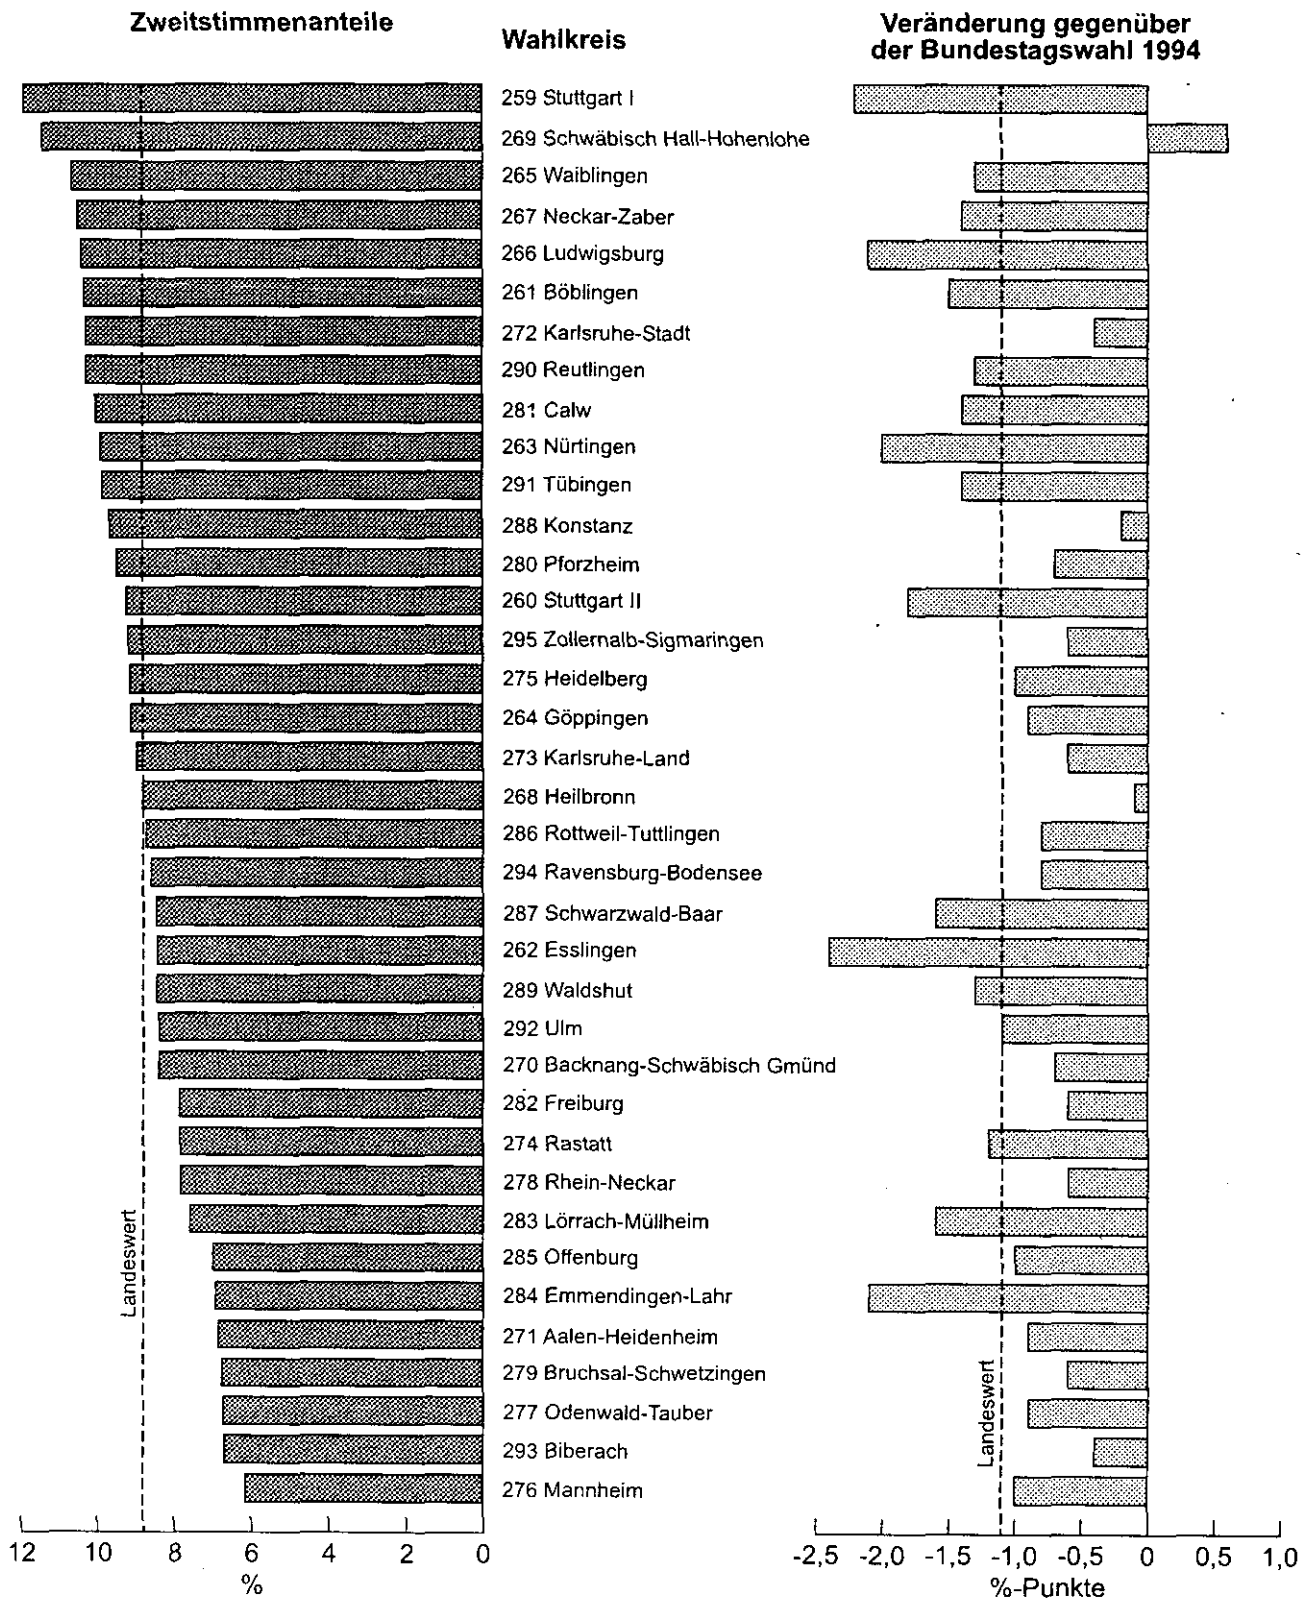 Zweitstimmenanteile
Wahlkreis
Veränderung gegenüber
der Bundestagswahl 1994
259 Stuttgart I
269 Schwäbisch Hall-Hohenlohe
265 Waiblingen
267 Neckar-Zaber
266 Ludwigsburg
261 Böblingen
272 Karlsruhe-Stadt
290 Reutlingen
281 Calw
263 Nürtingen
291 Tübingen
288 Konstanz
280 Pforzheim
260 Stuttgart II
295 Zollernalb-Sigmaringen
275 Heidelberg
264 Göppingen
273 Karlsruhe-Land
268 Heilbronn
286 Rottweil-Tuttlingen
294 Ravensburg-Bodensee
287 Schwarzwald-Baar
262 Esslingen
289 Waldshut
292 Ulm
270 Backnang-Schwäbisch Gmünd
282 Freiburg
274 Rastatt
278 Rhein-Neckar
283 Lörrach-Müllheim
285 Offenburg
284 Emmendingen-Lahr
271 Aalen-Heidenheim
279 Bruchsal-Schwetzingen
277 Odenwald-Tauber
293 Biberach
276 Mannheim
Landeswert
Landeswert
12 10 8 6 4 2 0
%
-2,5 -2,0 -1,5 -1,0 -0,5 0 0,5 1,0
%-Punkte